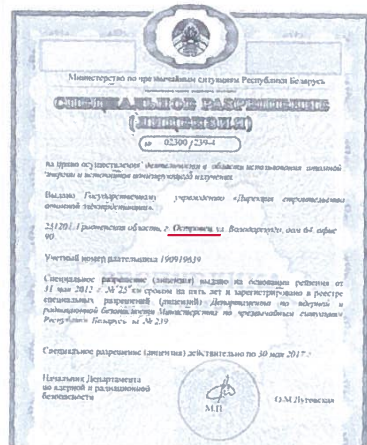 Министерство по чрезвычайным ситуациям Республики Беларусь
СПЕЦИАЛЬНОЕ РАЗРЕШЕНИЕ
(ЛИЦЕНЗИЯ)
№ 02300/239-4
на право осуществления деятельности в области использования атомной
энергии и источников ионизирующего излучения
Выдано Государственному учреждению «Дирекция строительства
атомной электростанции».
231201, Гродненская область, г. Островец, ул. Володарского, дом 64, офис
90.
Учетный номер плательщика 190919639
Специальное разрешение (лицензия) выдано на основании решения от
31 мая 2012 г. № 25 сроком на пять лет и зарегистрировано в реестре
специальных разрешений (лицензий) Департамента по ядерной и
радиационной безопасности Министерства по чрезвычайным ситуациям
Республики Беларусь за № 239
Специальное разрешение (лицензия) действительно по 30 мая 2017 г.
Начальник Департамента
по ядерной и радиационной
безопасности
М.П.
О.М.Луговская